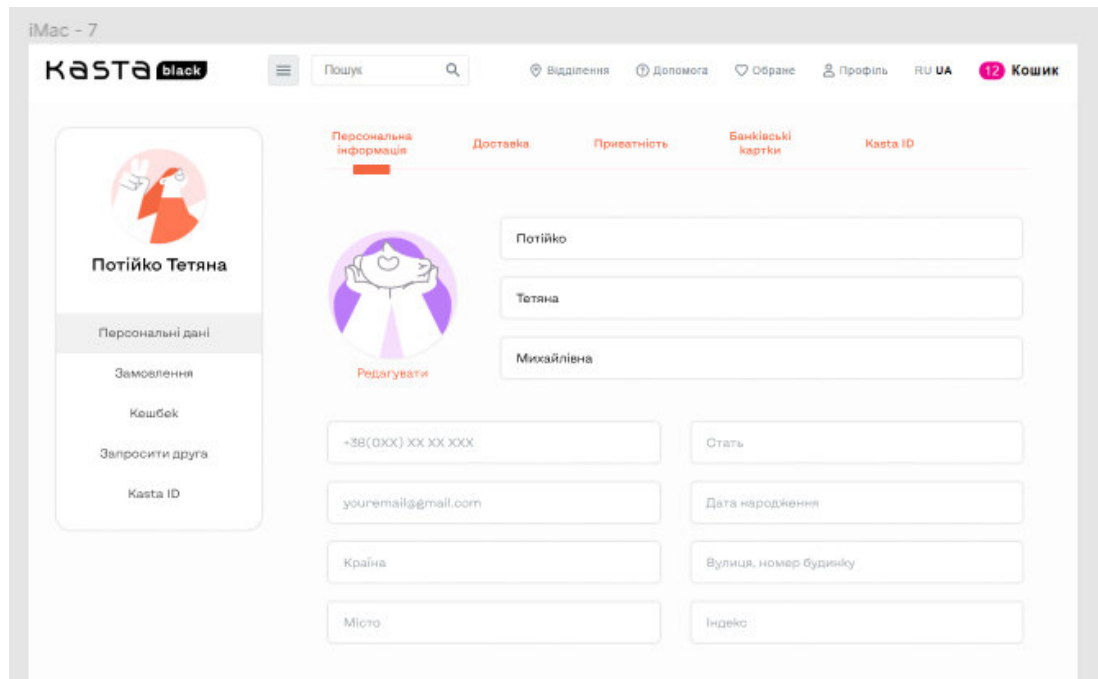 iMac - 7
Kasta black
Пошук
Відділення
Допомога
Обране
Профіль
RU UA
12 Кошик
Персональна
інформація
Доставка
Приватність
Банківські
картки
Kasta ID
Потійко Тетяна
Персональні дані
Замовлення
Кешбек
Запросити друга
Kasta ID
Редагувати
Потійко
Тетяна
Михайлівна
+38(0XX) XX XX XXX
Стать
youremail@gmail.com
Дата народження
Країна
Вулиця, номер будинку
Місто
Індекс